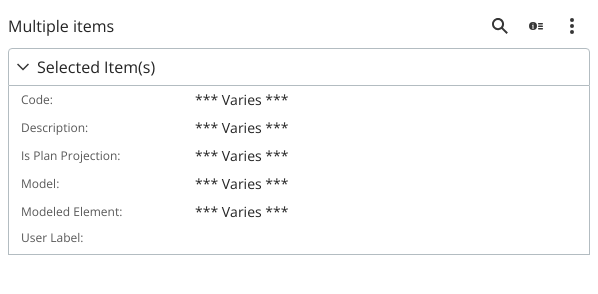 Multiple items
Selected Item(s)
Code: *** Varies ***
Description: *** Varies ***
Is Plan Projection: *** Varies ***
Model: *** Varies ***
Modeled Element: *** Varies ***
User Label: